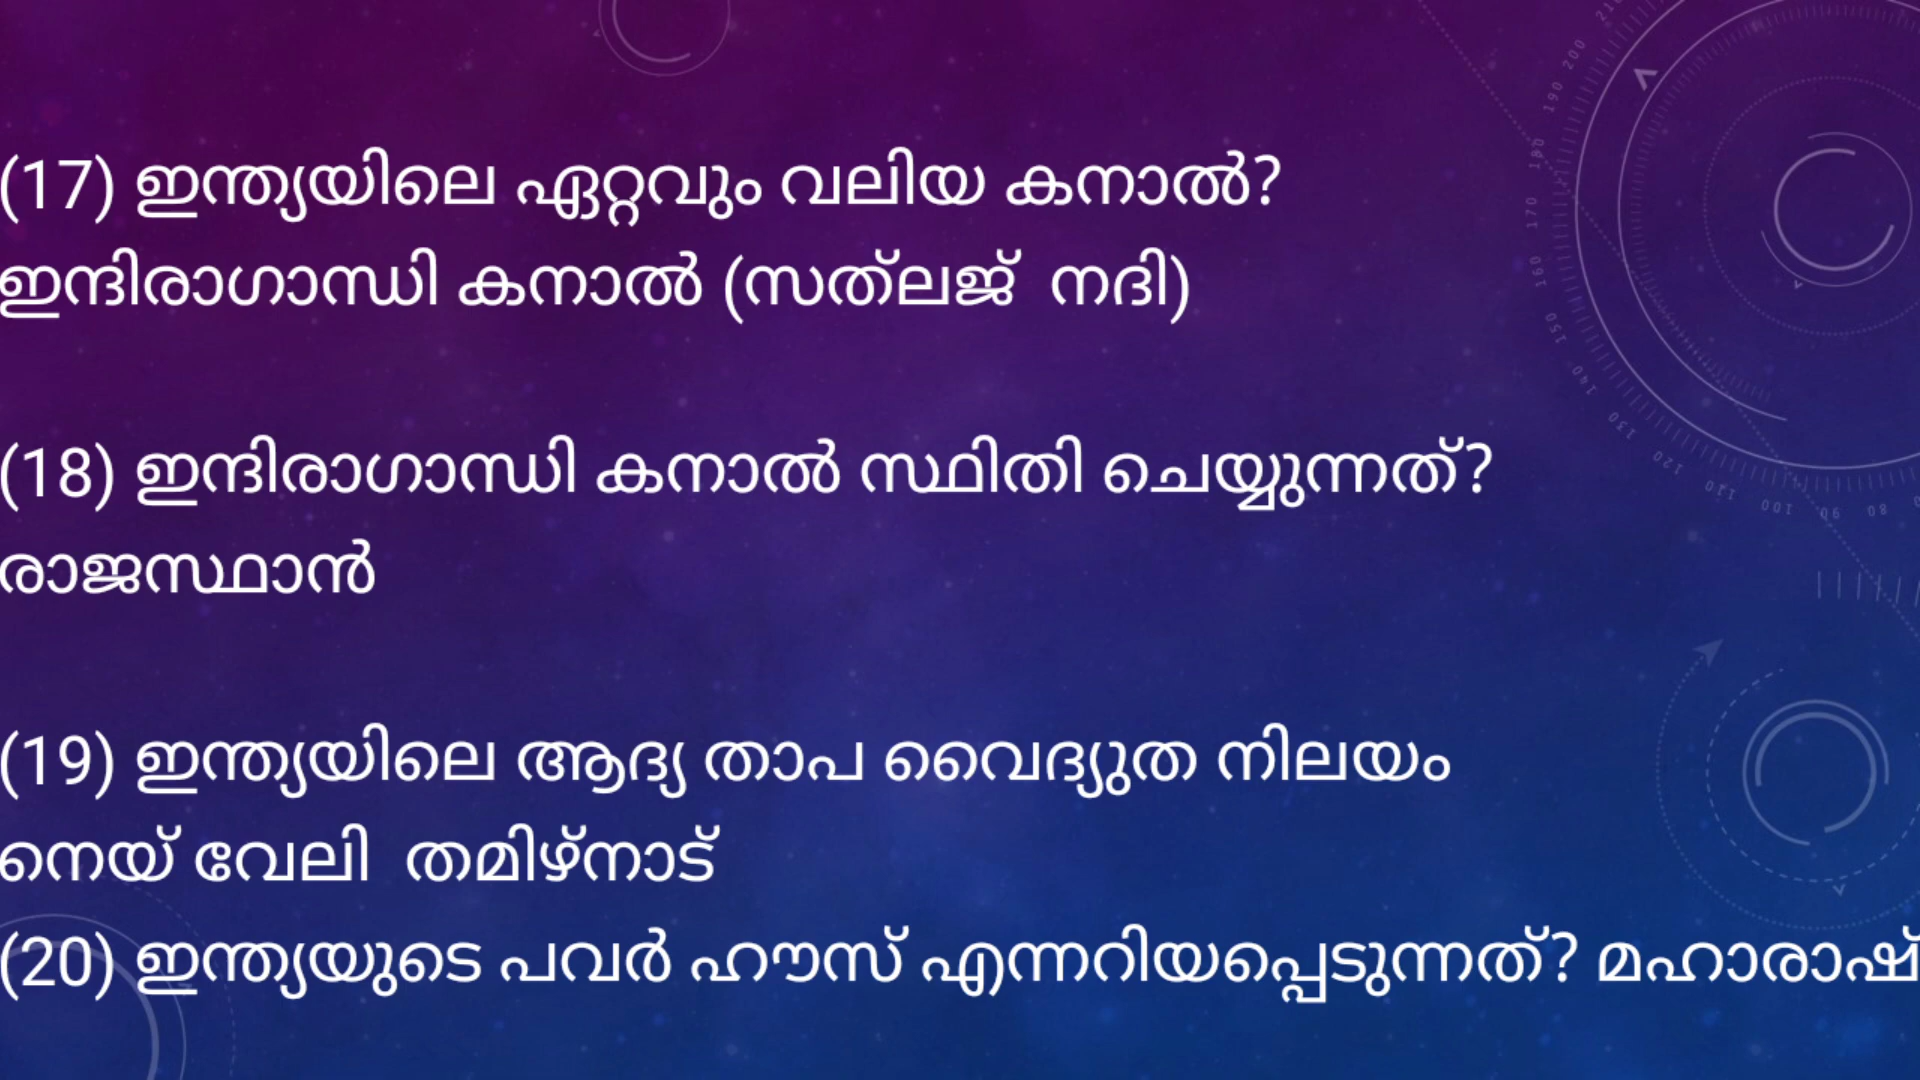 (17) ഇന്ത്യയിലെ ഏറ്റവും വലിയ കനാൽ?
ഇന്ദിരാഗാന്ധി കനാൽ (സത്‌ലജ് നദി)
(18) ഇന്ദിരാഗാന്ധി കനാൽ സ്ഥിതി ചെയ്യുന്നത്?
രാജസ്ഥാൻ
(19) ഇന്ത്യയിലെ ആദ്യ താപ വൈദ്യുത നിലയം
നെയ് വേലി തമിഴ്നാട്
(20) ഇന്ത്യയുടെ പവർ ഹൗസ് എന്നറിയപ്പെടുന്നത്?